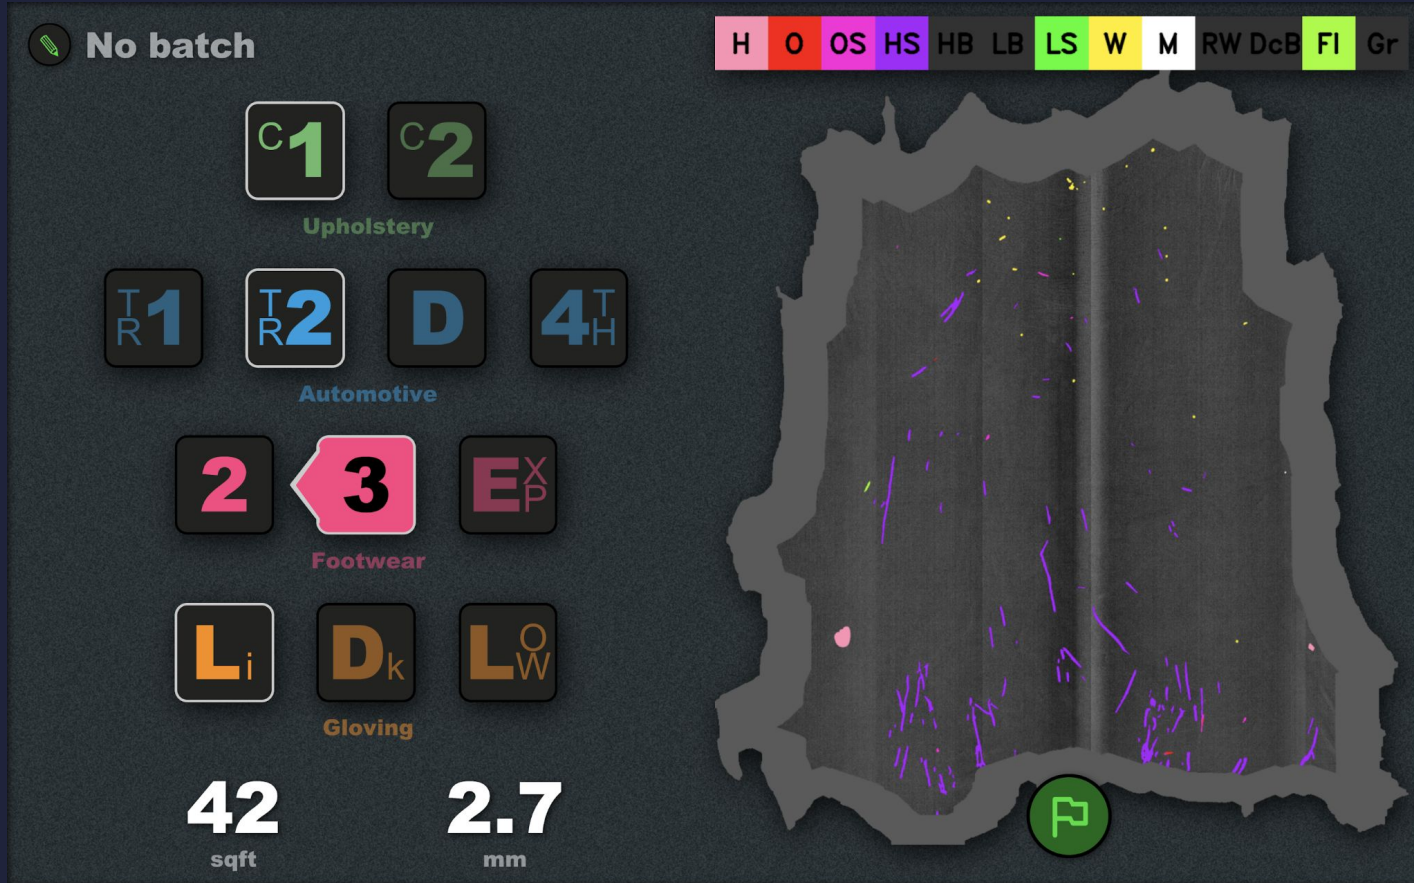 No batch
H O OS HS HB LB LS W M RW DcB Fl Gr
C1 C2
Upholstery
TR1 TR2 D 4TH
Automotive
2 3 EXP
Footwear
Li Dk LOW
Gloving
42 2.7
sqft mm